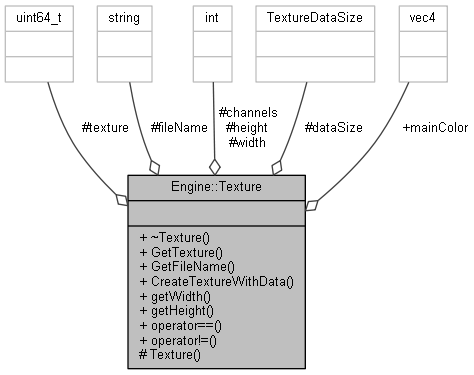 uint64_t string int TextureDataSize vec4
#channels
#texture #fileName #height #dataSize +mainColor
#width
Engine::Texture
+ ~Texture()
+ GetTexture()
+ GetFileName()
+ CreateTextureWithData()
+ getWidth()
+ getHeight()
+ operator==()
+ operator!=()
# Texture()